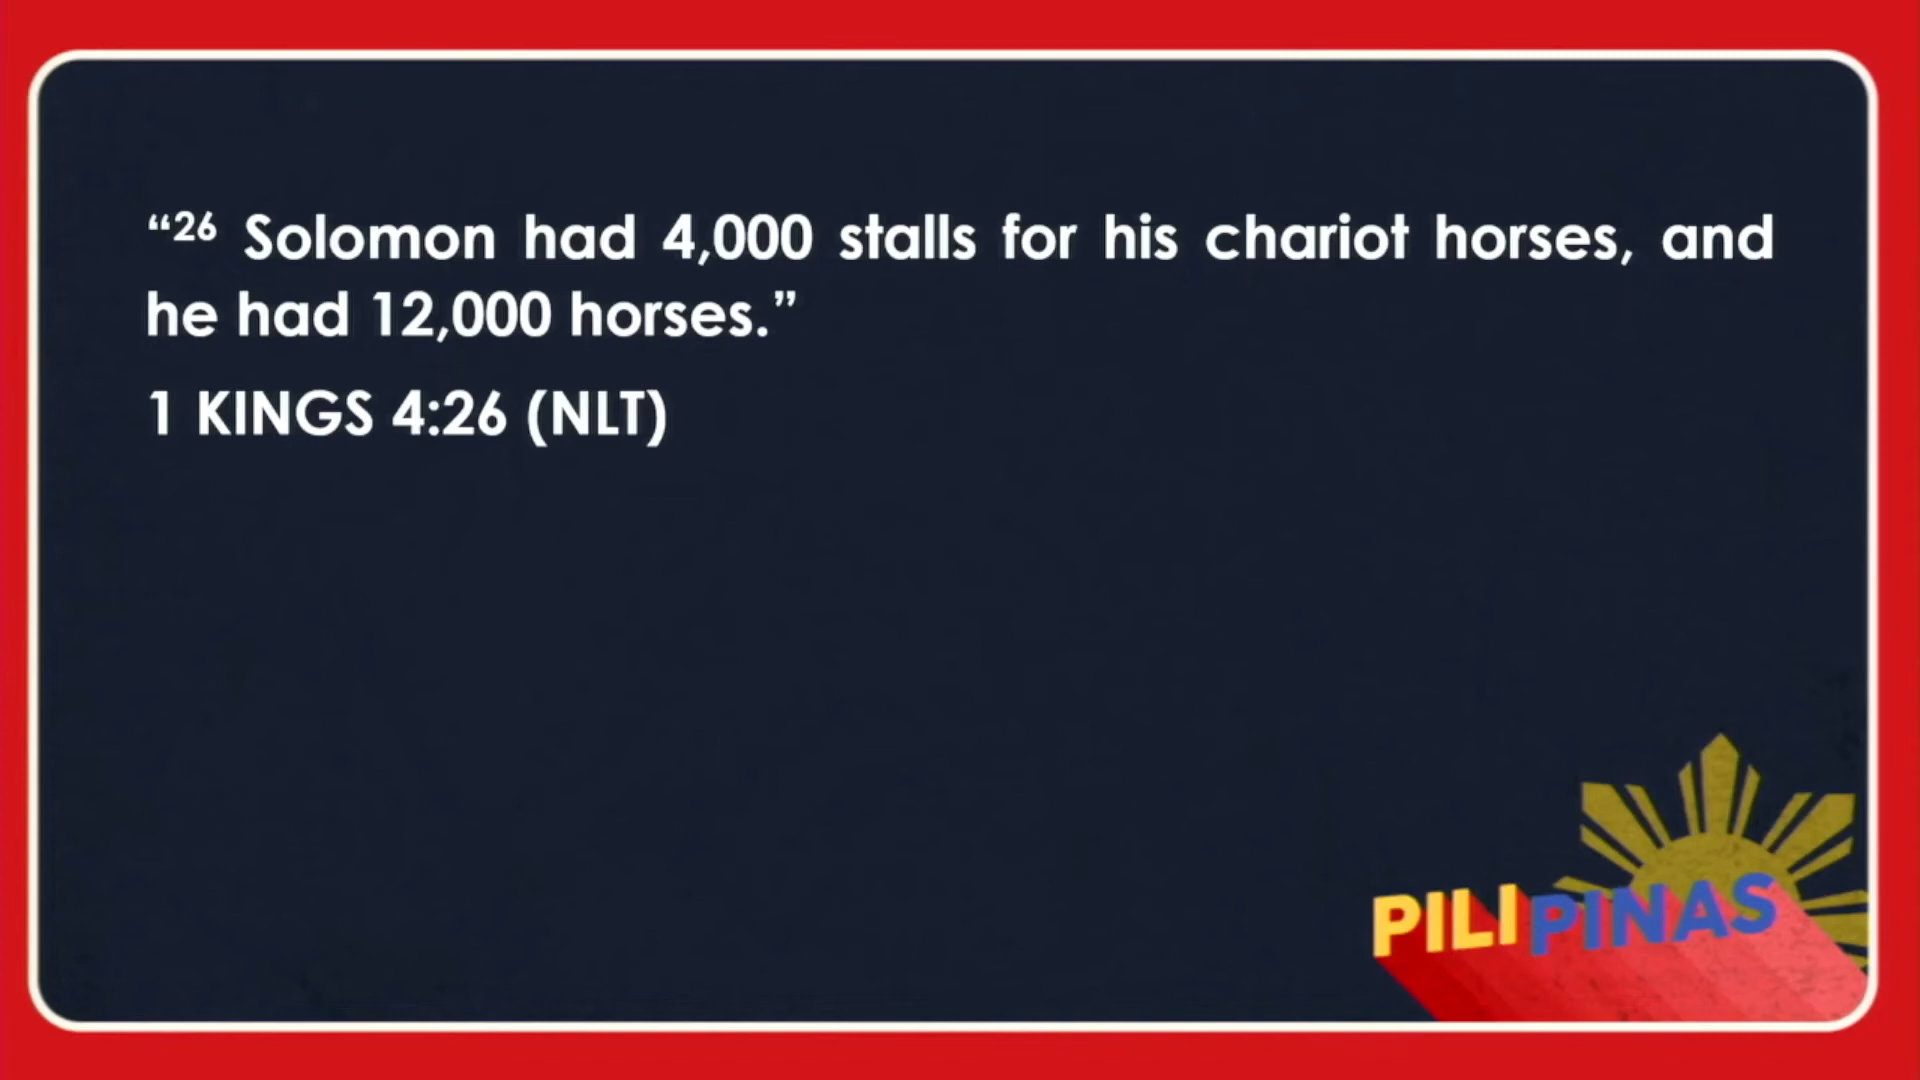 “²⁶ Solomon had 4,000 stalls for his chariot horses, and
he had 12,000 horses.”
1 KINGS 4:26 (NLT)
PILIPINAS